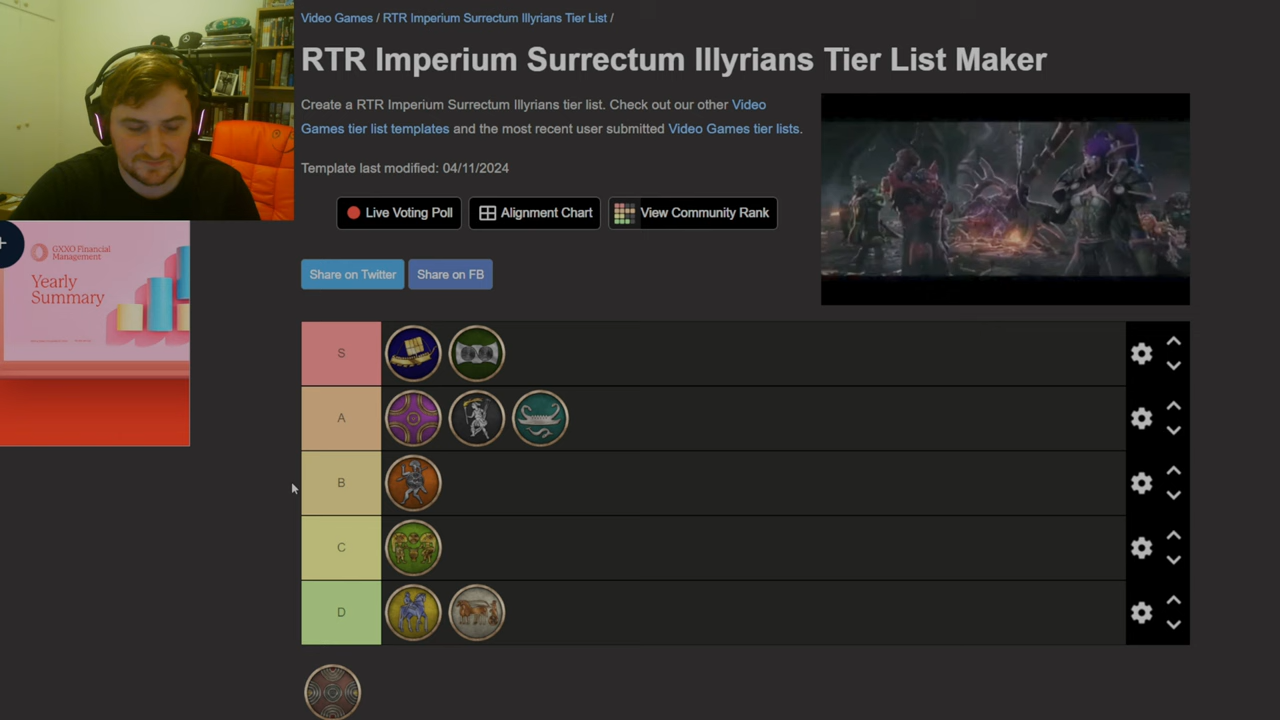 Video Games / RTR Imperium Surrectum Illyrians Tier List /
RTR Imperium Surrectum Illyrians Tier List Maker
Create a RTR Imperium Surrectum Illyrians tier list. Check out our other Video
Games tier list templates and the most recent user submitted Video Games tier lists.
Template last modified: 04/11/2024
Live Voting Poll
Alignment Chart
View Community Rank
Share on Twitter
Share on FB
GXXO Financial
Management
Yearly
Summary
S
A
B
C
D